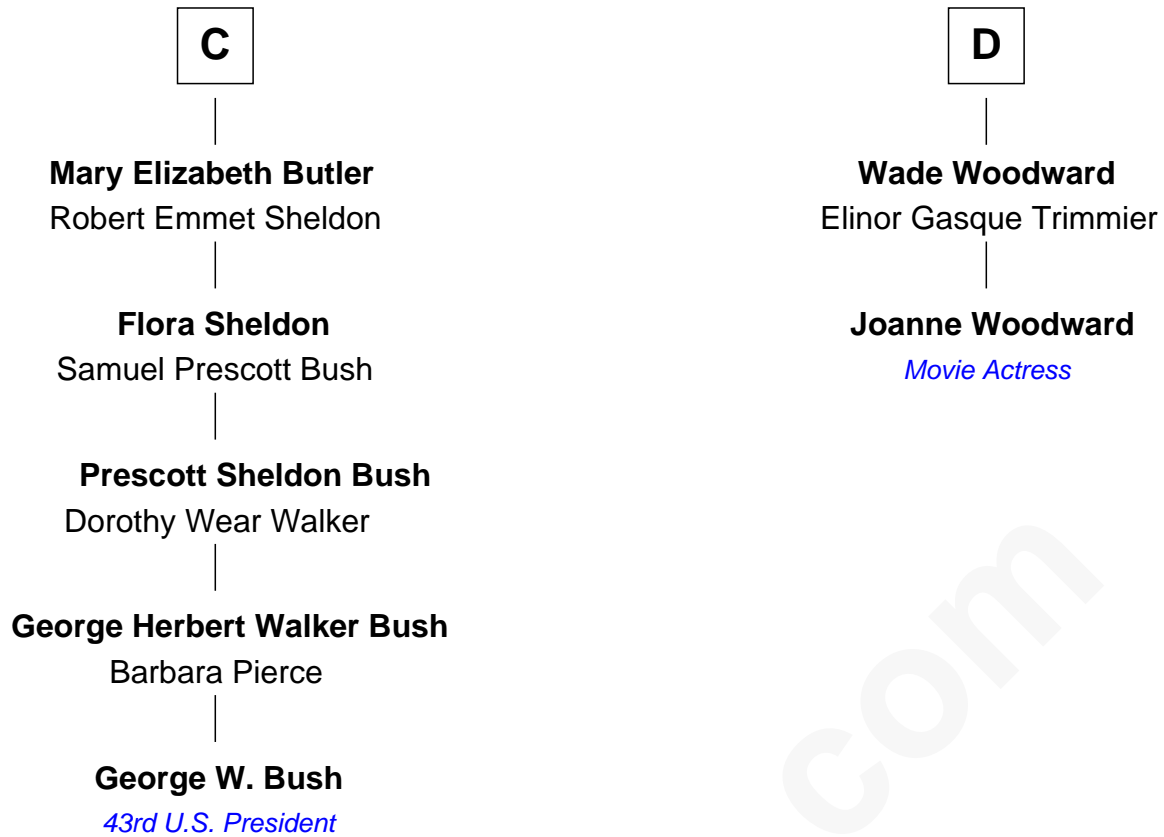 C
Mary Elizabeth Butler
Robert Emmet Sheldon
Flora Sheldon
Samuel Prescott Bush
Prescott Sheldon Bush
Dorothy Wear Walker
George Herbert Walker Bush
Barbara Pierce
George W. Bush
43rd U.S. President
D
Wade Woodward
Elinor Gasque Trimmier
Joanne Woodward
Movie Actress
com